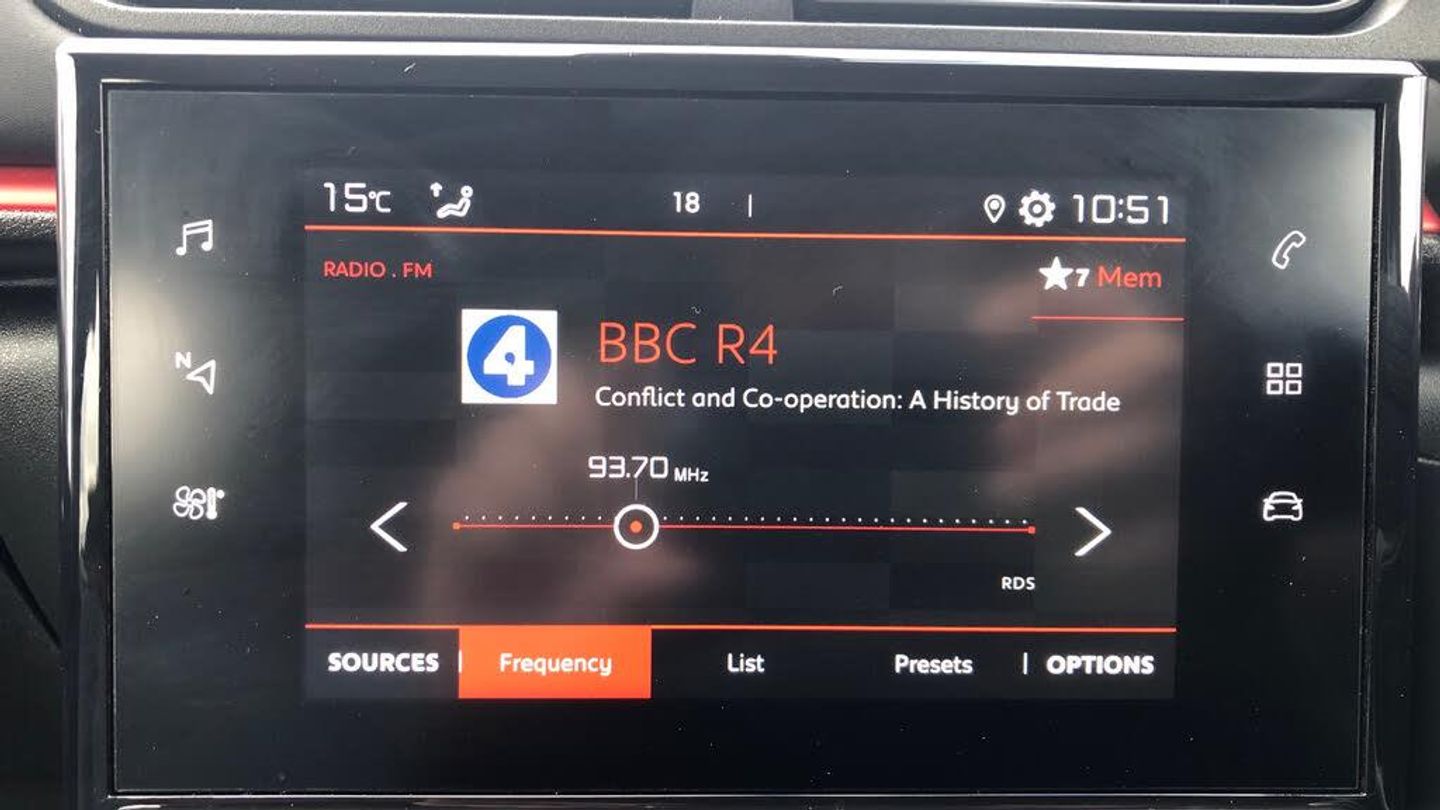 15°C 18 | 10:51
RADIO . FM
7 Mem
4
BBC R4
Conflict and Co-operation: A History of Trade
93.70 MHz
N
RDS
SOURCES | Frequency List Presets | OPTIONS